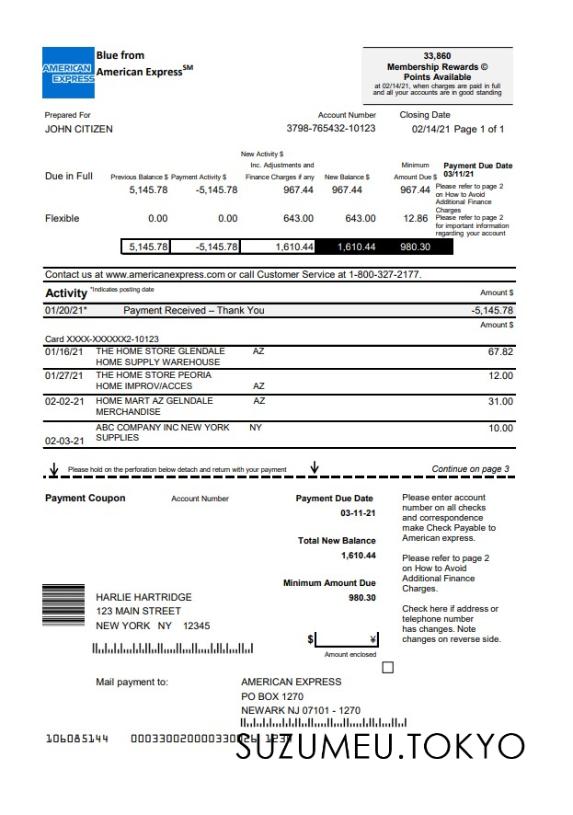 AMERICAN EXPRESS
Blue from
American ExpressSM
33,860
Membership Rewards ©
Points Available
at 02/14/21, when charges are paid in full
and all your accounts are in good standing
Prepared For
JOHN CITIZEN
Account Number
3798-765432-10123
Closing Date
02/14/21 Page 1 of 1
New Activity $
Inc. Adjustments and
Due in Full Previous Balance $ Payment Activity $ Finance Charges if any New Balance $ Minimum Amount Due $ Payment Due Date
03/11/21
5,145.78 -5,145.78 967.44 967.44 967.44
Please refer to page 2
on How to Avoid
Additional Finance
Charges
Flexible 0.00 0.00 643.00 643.00 12.86
Please refer to page 2
for important information
regarding your account
5,145.78 -5,145.78 1,610.44 1,610.44 980.30
Contact us at www.americanexpress.com or call Customer Service at 1-800-327-2177.
Activity *Indicates posting date Amount $
01/20/21* Payment Received – Thank You -5,145.78
Amount $
Card XXXX-XXXXXX2-10123
01/16/21 THE HOME STORE GLENDALE AZ 67.82
HOME SUPPLY WAREHOUSE
01/27/21 THE HOME STORE PEORIA 12.00
HOME IMPROV/ACCES AZ
02-02-21 HOME MART AZ GELNDALE AZ 31.00
MERCHANDISE
ABC COMPANY INC NEW YORK NY 10.00
02-03-21 SUPPLIES
Please hold on the perforation below detach and return with your payment
Continue on page 3
Payment Coupon
Account Number
Payment Due Date
03-11-21
Total New Balance
1,610.44
Minimum Amount Due
980.30
Please enter account
number on all checks
and correspondence
make Check Payable to
American express.
Please refer to page 2
on How to Avoid
Additional Finance
Charges.
Check here if address or
telephone number
has changes. Note
changes on reverse side.
HARLIE HARTRIDGE
123 MAIN STREET
NEW YORK NY 12345
$ ¥
Amount enclosed
Mail payment to:
AMERICAN EXPRESS
PO BOX 1270
NEWARK NJ 07101 - 1270
106085144
SUZUMEU.TOKYO